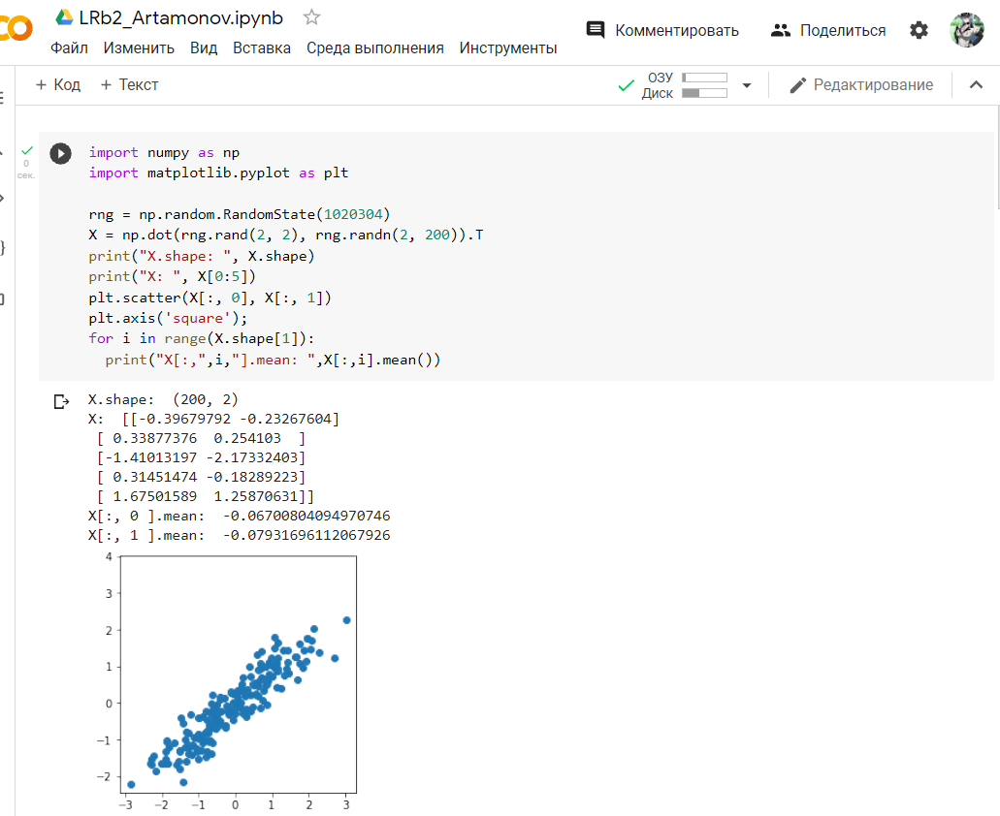 LRb2_Artamonov.ipynb
Файл Изменить Вид Вставка Среда выполнения Инструменты
Комментировать
Поделиться
+ Код + Текст
ОЗУ
Диск
Редактирование
0
сек.
import numpy as np
import matplotlib.pyplot as plt
rng = np.random.RandomState(1020304)
X = np.dot(rng.rand(2, 2), rng.randn(2, 200)).T
print("X.shape: ", X.shape)
print("X: ", X[0:5])
plt.scatter(X[:, 0], X[:, 1])
plt.axis('square');
for i in range(X.shape[1]):
  print("X[:,",i,"].mean: ",X[:,i].mean())
X.shape:  (200, 2)
X:  [[-0.39679792 -0.23267604]
 [ 0.33877376  0.254103  ]
 [-1.41013197 -2.17332403]
 [ 0.31451474 -0.18289223]
 [ 1.67501589  1.25870631]]
X[:, 0 ].mean:  -0.06700804094970746
X[:, 1 ].mean:  -0.07931696112067926
4
3
2
1
0
−1
−2
−3 −2 −1 0 1 2 3